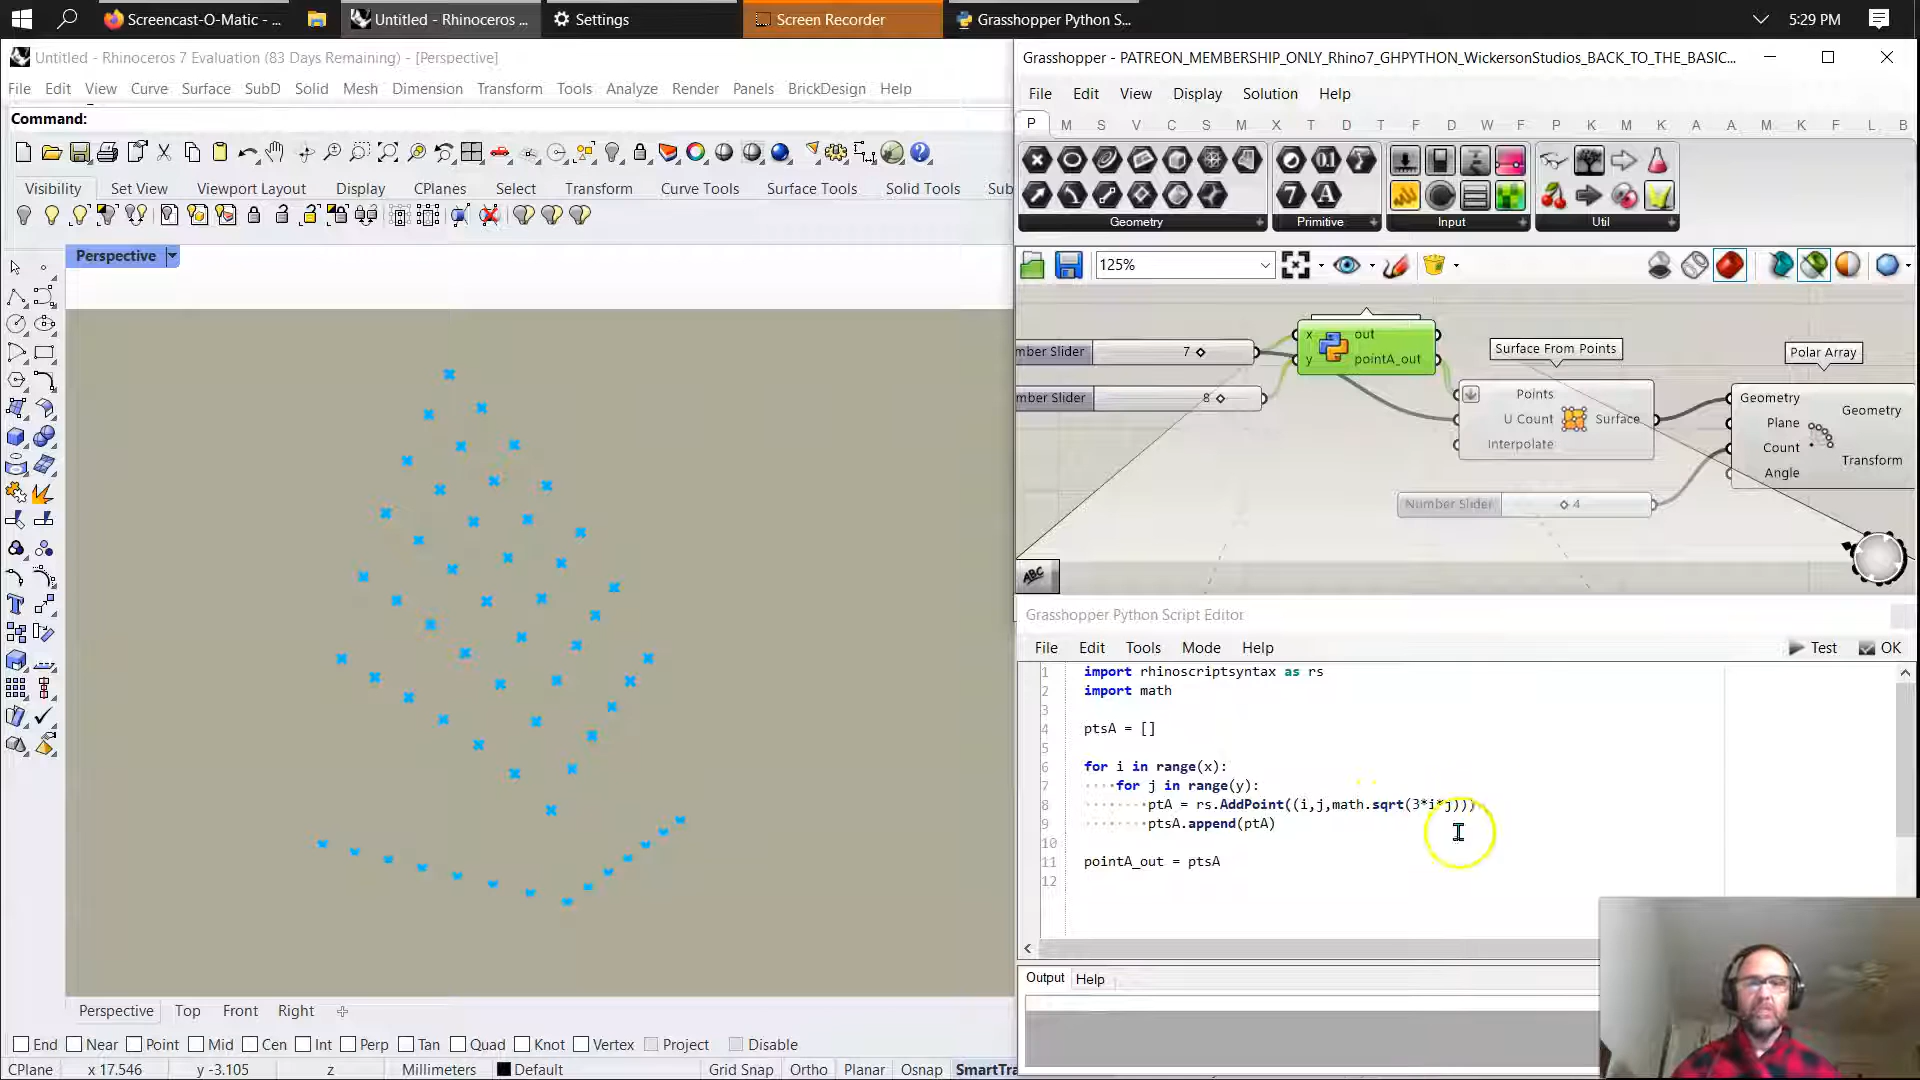 Screencast-O-Matic - ...
Untitled - Rhinoceros ...
Settings
Screen Recorder
Grasshopper Python S...
5:29 PM
Untitled - Rhinoceros 7 Evaluation (83 Days Remaining) - [Perspective]
File Edit View Curve Surface SubD Solid Mesh Dimension Transform Tools Analyze Render Panels BrickDesign Help
Command:
Visibility Set View Viewport Layout Display CPlanes Select Transform Curve Tools Surface Tools Solid Tools Sub
Perspective
Perspective Top Front Right
End Near Point Mid Cen Int Perp Tan Quad Knot Vertex Project Disable
CPlane x 17.546 y -3.105 z Millimeters Default Grid Snap Ortho Planar Osnap SmartTra
Grasshopper - PATREON_MEMBERSHIP_ONLY_Rhino7_GHPYTHON_WickersonStudios_BACK_TO_THE_BASIC...
File Edit View Display Solution Help
P M S V C S M X T D T F D W F P K M K A A M K F L B
Geometry Primitive Input Util
125%
mber Slider 7
mber Slider 8
x out
y pointA_out
Surface From Points
Points
U Count Surface
Interpolate
Number Slider 4
Polar Array
Geometry Geometry
Plane
Count Transform
Angle
ABC
Grasshopper Python Script Editor
File Edit Tools Mode Help Test OK
1 import rhinoscriptsyntax as rs
2 import math
3
4 ptsA = []
5
6 for i in range(x):
7 for j in range(y):
8 ptA = rs.AddPoint((i,j,math.sqrt(3*i*j)))
9 ptsA.append(ptA)
10
11 pointA_out = ptsA
12
Output Help